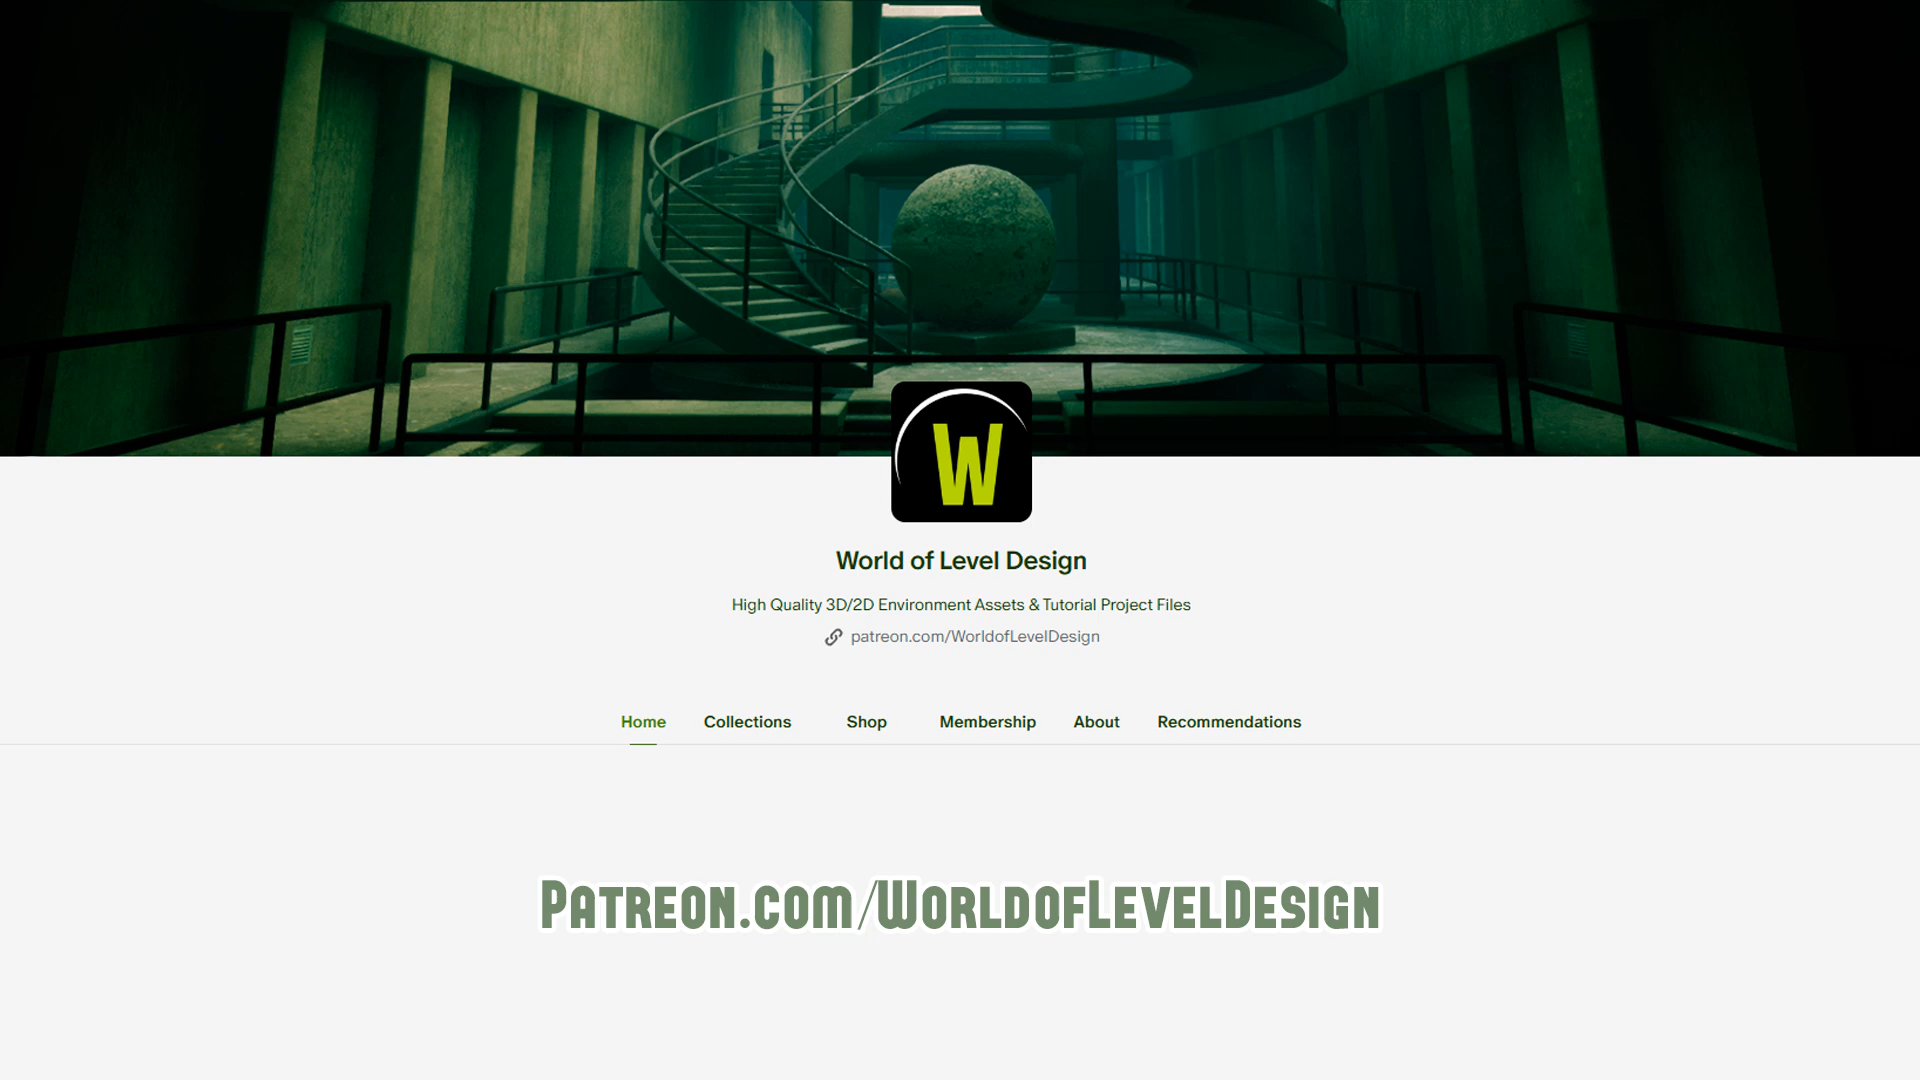 W
World of Level Design
High Quality 3D/2D Environment Assets & Tutorial Project Files
patreon.com/WorldofLevelDesign
Home Collections Shop Membership About Recommendations
Patreon.com/WorldofLevelDesign